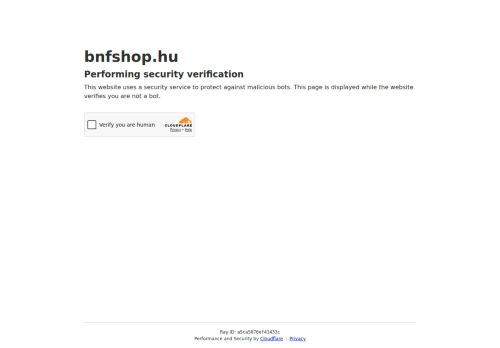 bnfshop.hu
Performing security verification
This website uses a security service to protect against malicious bots. This page is displayed while the website
verifies you are not a bot.
Verify you are human
CLOUDFLARE
Privacy • Help
Ray ID: a5ca5876ef41433c
Performance and Security by Cloudflare | Privacy